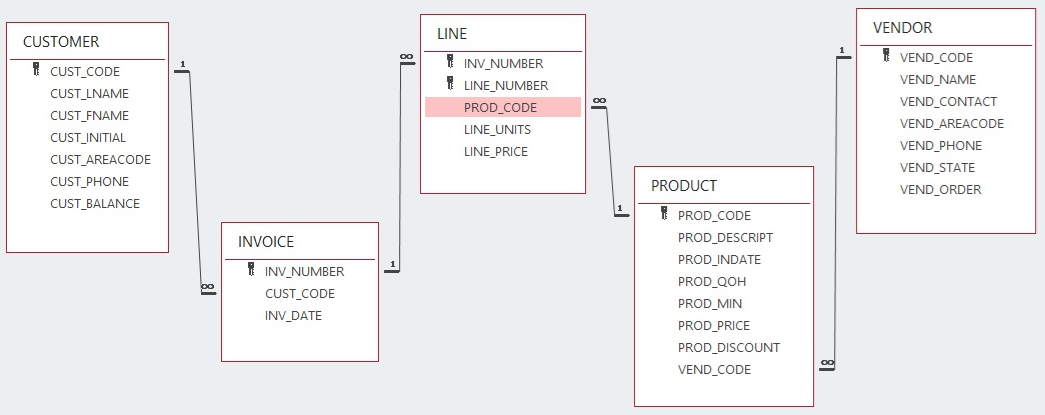 CUSTOMER
CUST_CODE
CUST_LNAME
CUST_FNAME
CUST_INITIAL
CUST_AREACODE
CUST_PHONE
CUST_BALANCE
1
∞
INVOICE
INV_NUMBER
CUST_CODE
INV_DATE
1
∞
LINE
INV_NUMBER
LINE_NUMBER
PROD_CODE
LINE_UNITS
LINE_PRICE
∞
1
PRODUCT
PROD_CODE
PROD_DESCRIPT
PROD_INDATE
PROD_QOH
PROD_MIN
PROD_PRICE
PROD_DISCOUNT
VEND_CODE
∞
1
VENDOR
VEND_CODE
VEND_NAME
VEND_CONTACT
VEND_AREACODE
VEND_PHONE
VEND_STATE
VEND_ORDER